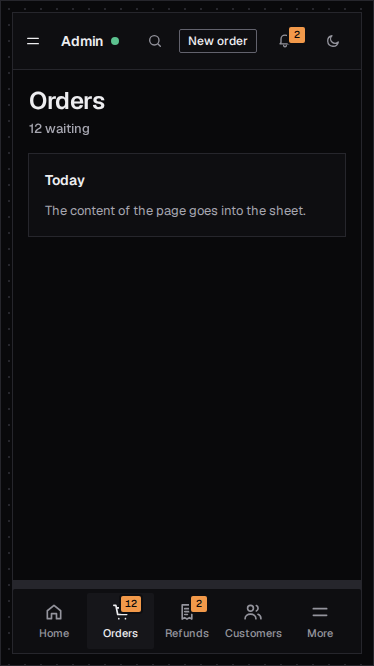 Admin
New order
2
Orders
12 waiting
Today
The content of the page goes into the sheet.
12
2
Home
Orders
Refunds
Customers
More